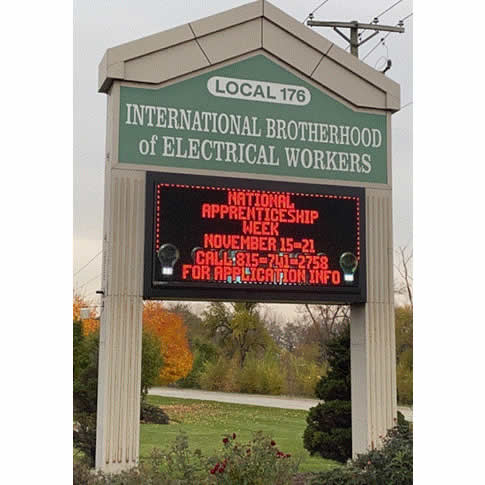 LOCAL 176
INTERNATIONAL BROTHERHOOD
of ELECTRICAL WORKERS
NATIONAL
APPRENTICESHIP
WEEK
NOVEMBER 15-21
CALL 815-741-2758
FOR APPLICATION INFO